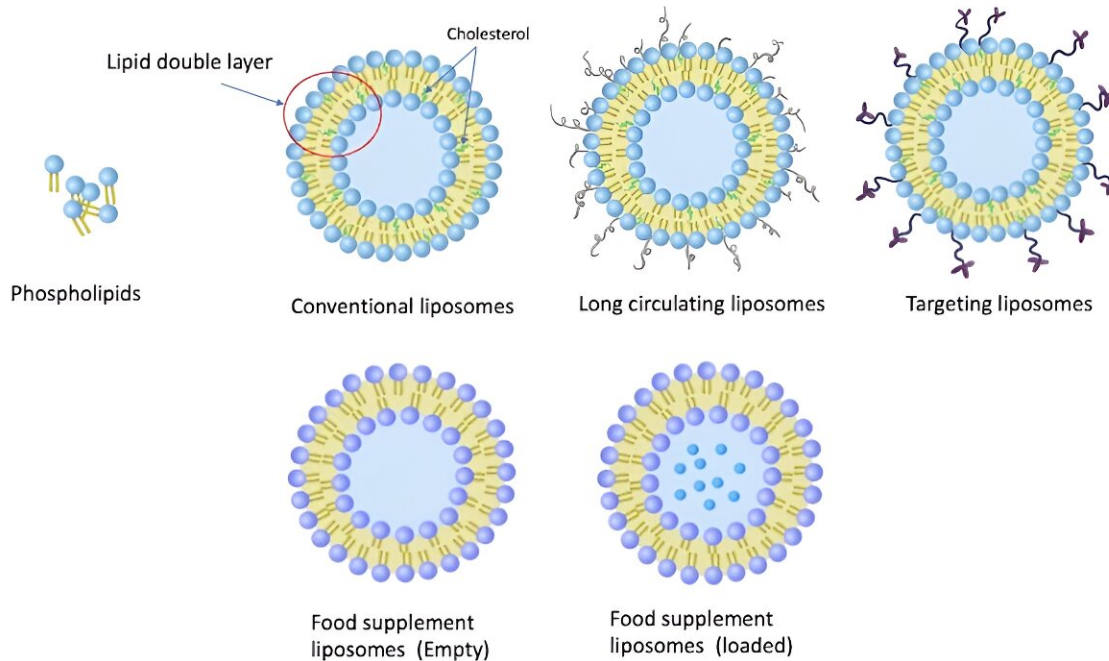 Cholesterol
Lipid double layer
Phospholipids
Conventional liposomes
Long circulating liposomes
Targeting liposomes
Food supplement
liposomes (Empty)
Food supplement
liposomes (loaded)